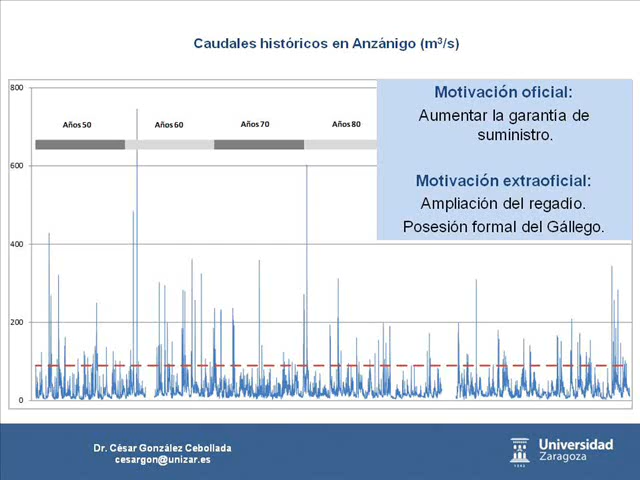 Caudales históricos en Anzánigo (m³/s)
800
600
400
200
0
Años 50
Años 60
Años 70
Años 80
Motivación oficial:
Aumentar la garantía de
suministro.
Motivación extraoficial:
Ampliación del regadio.
Posesión formal del Gállego.
Dr. César González Cebollada
cesargon@unizar.es
Universidad
Zaragoza
1542